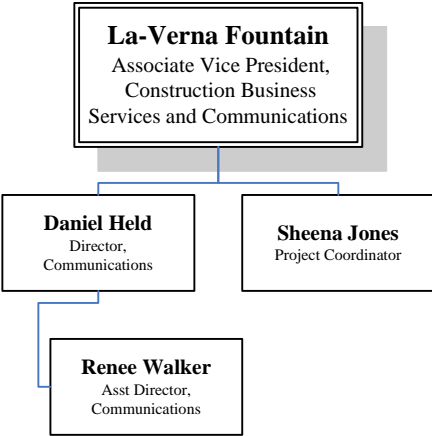 La-Verna Fountain
Associate Vice President,
Construction Business
Services and Communications
Daniel Held
Director,
Communications
Sheena Jones
Project Coordinator
Renee Walker
Asst Director,
Communications